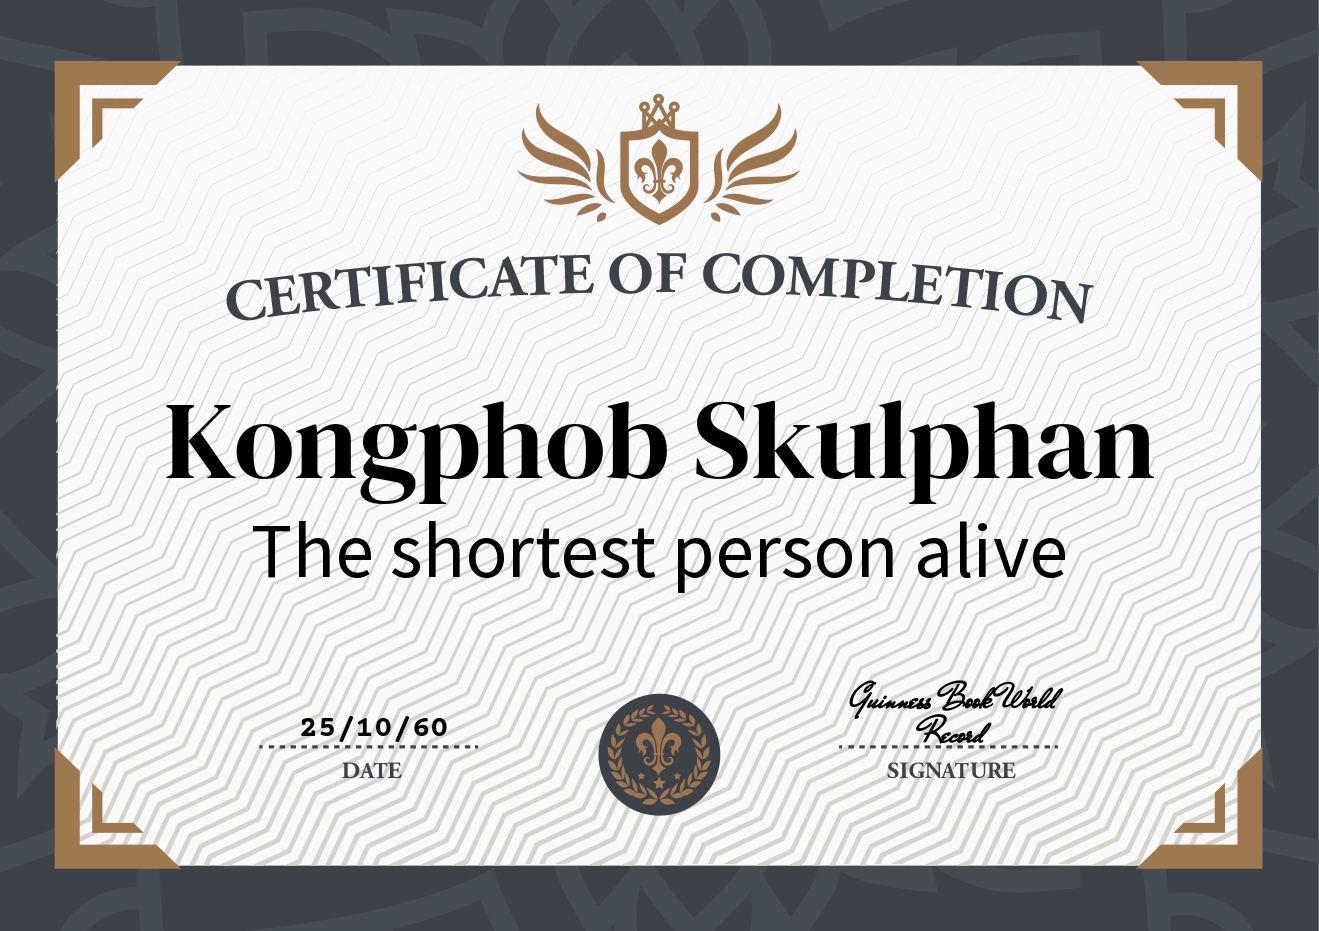 CERTIFICATE OF COMPLETION
Kongphob Skulphan
The shortest person alive
25/10/60
DATE
Guinness Book World
Record
SIGNATURE